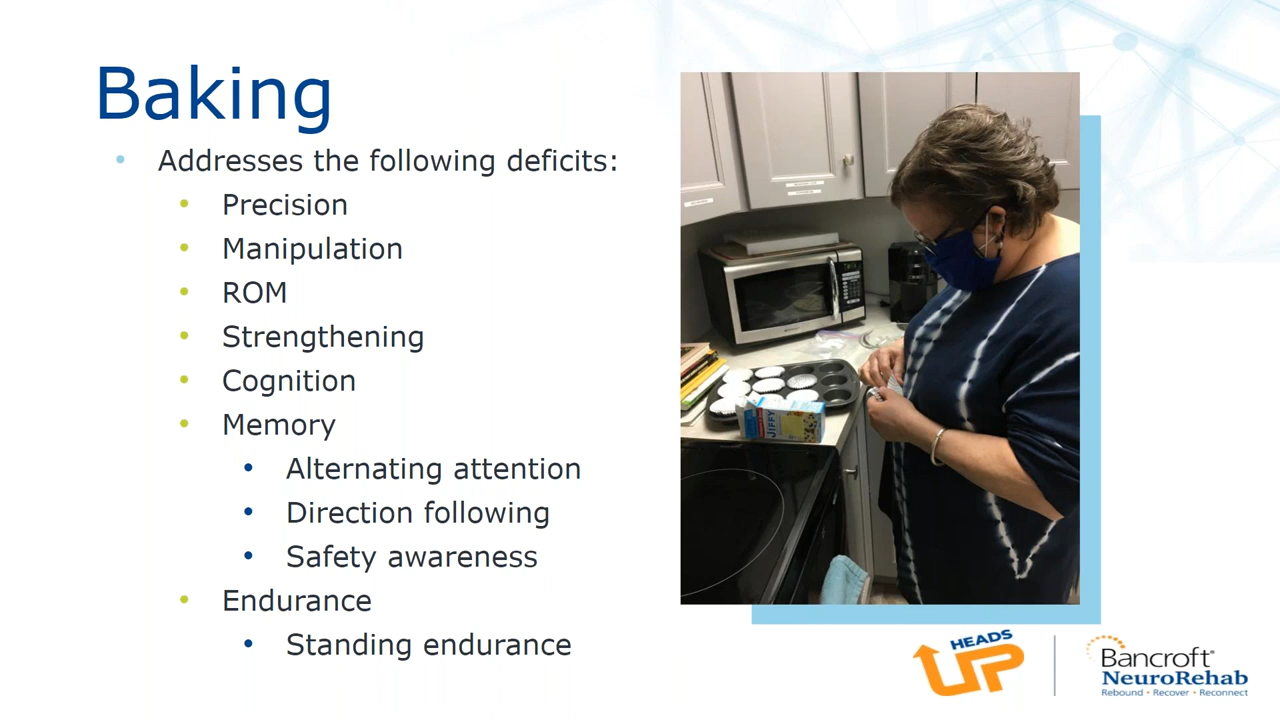 Baking
Addresses the following deficits:
Precision
Manipulation
ROM
Strengthening
Cognition
Memory
Alternating attention
Direction following
Safety awareness
Endurance
Standing endurance
JIFFY
HEADS
UP
Bancroft
NeuroRehab
Rebound • Recover • Reconnect